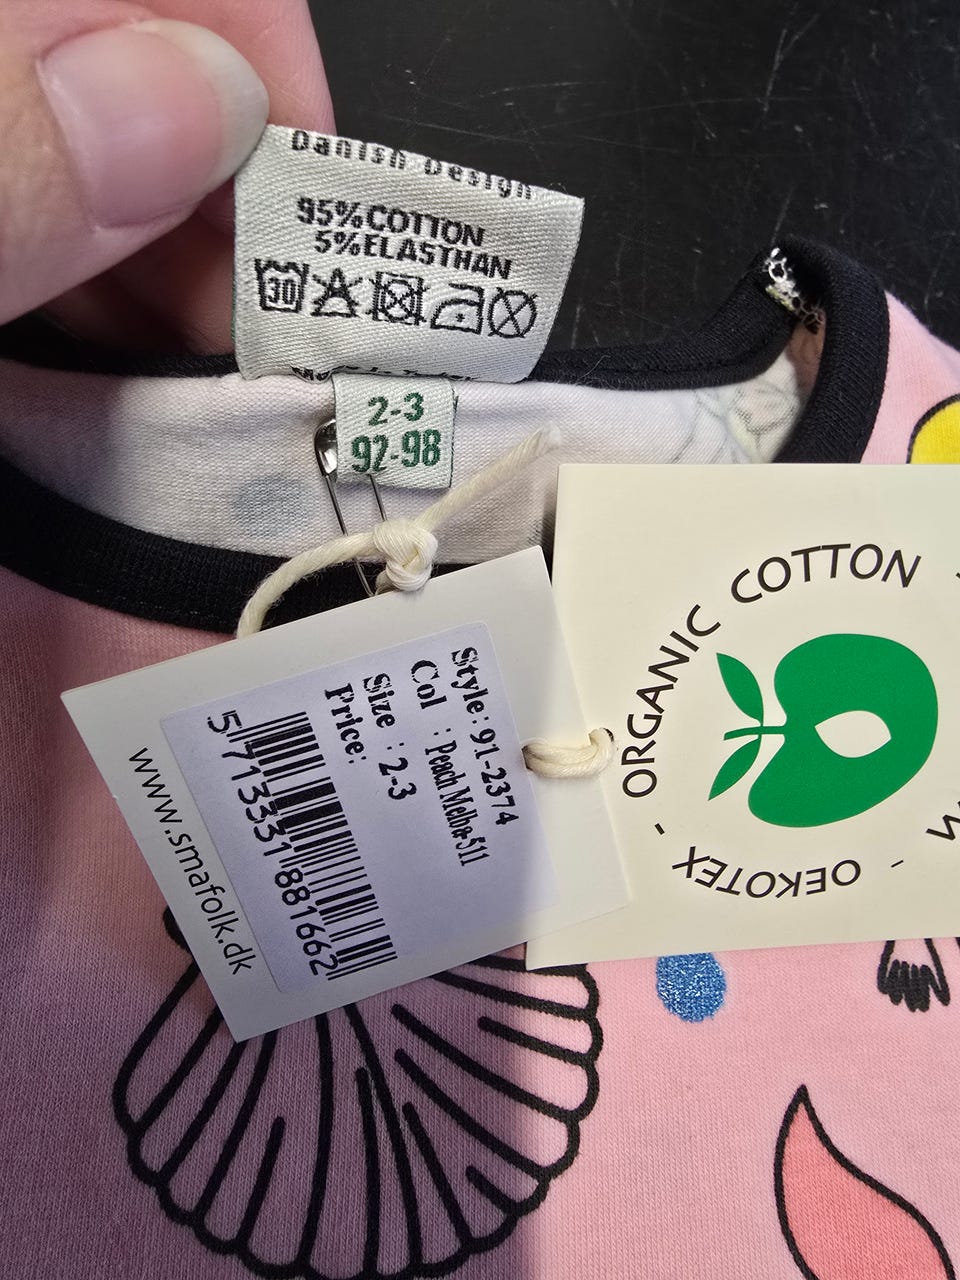 Danish Design
95%COTTON
5%ELASTHAN
30
2-3
92-98
Style: 91-2374
Col : Peach Melba-511
Size : 2-3
Price:
5713331881662
www.smafolk.dk
ORGANIC COTTON
- OEKOTEX -